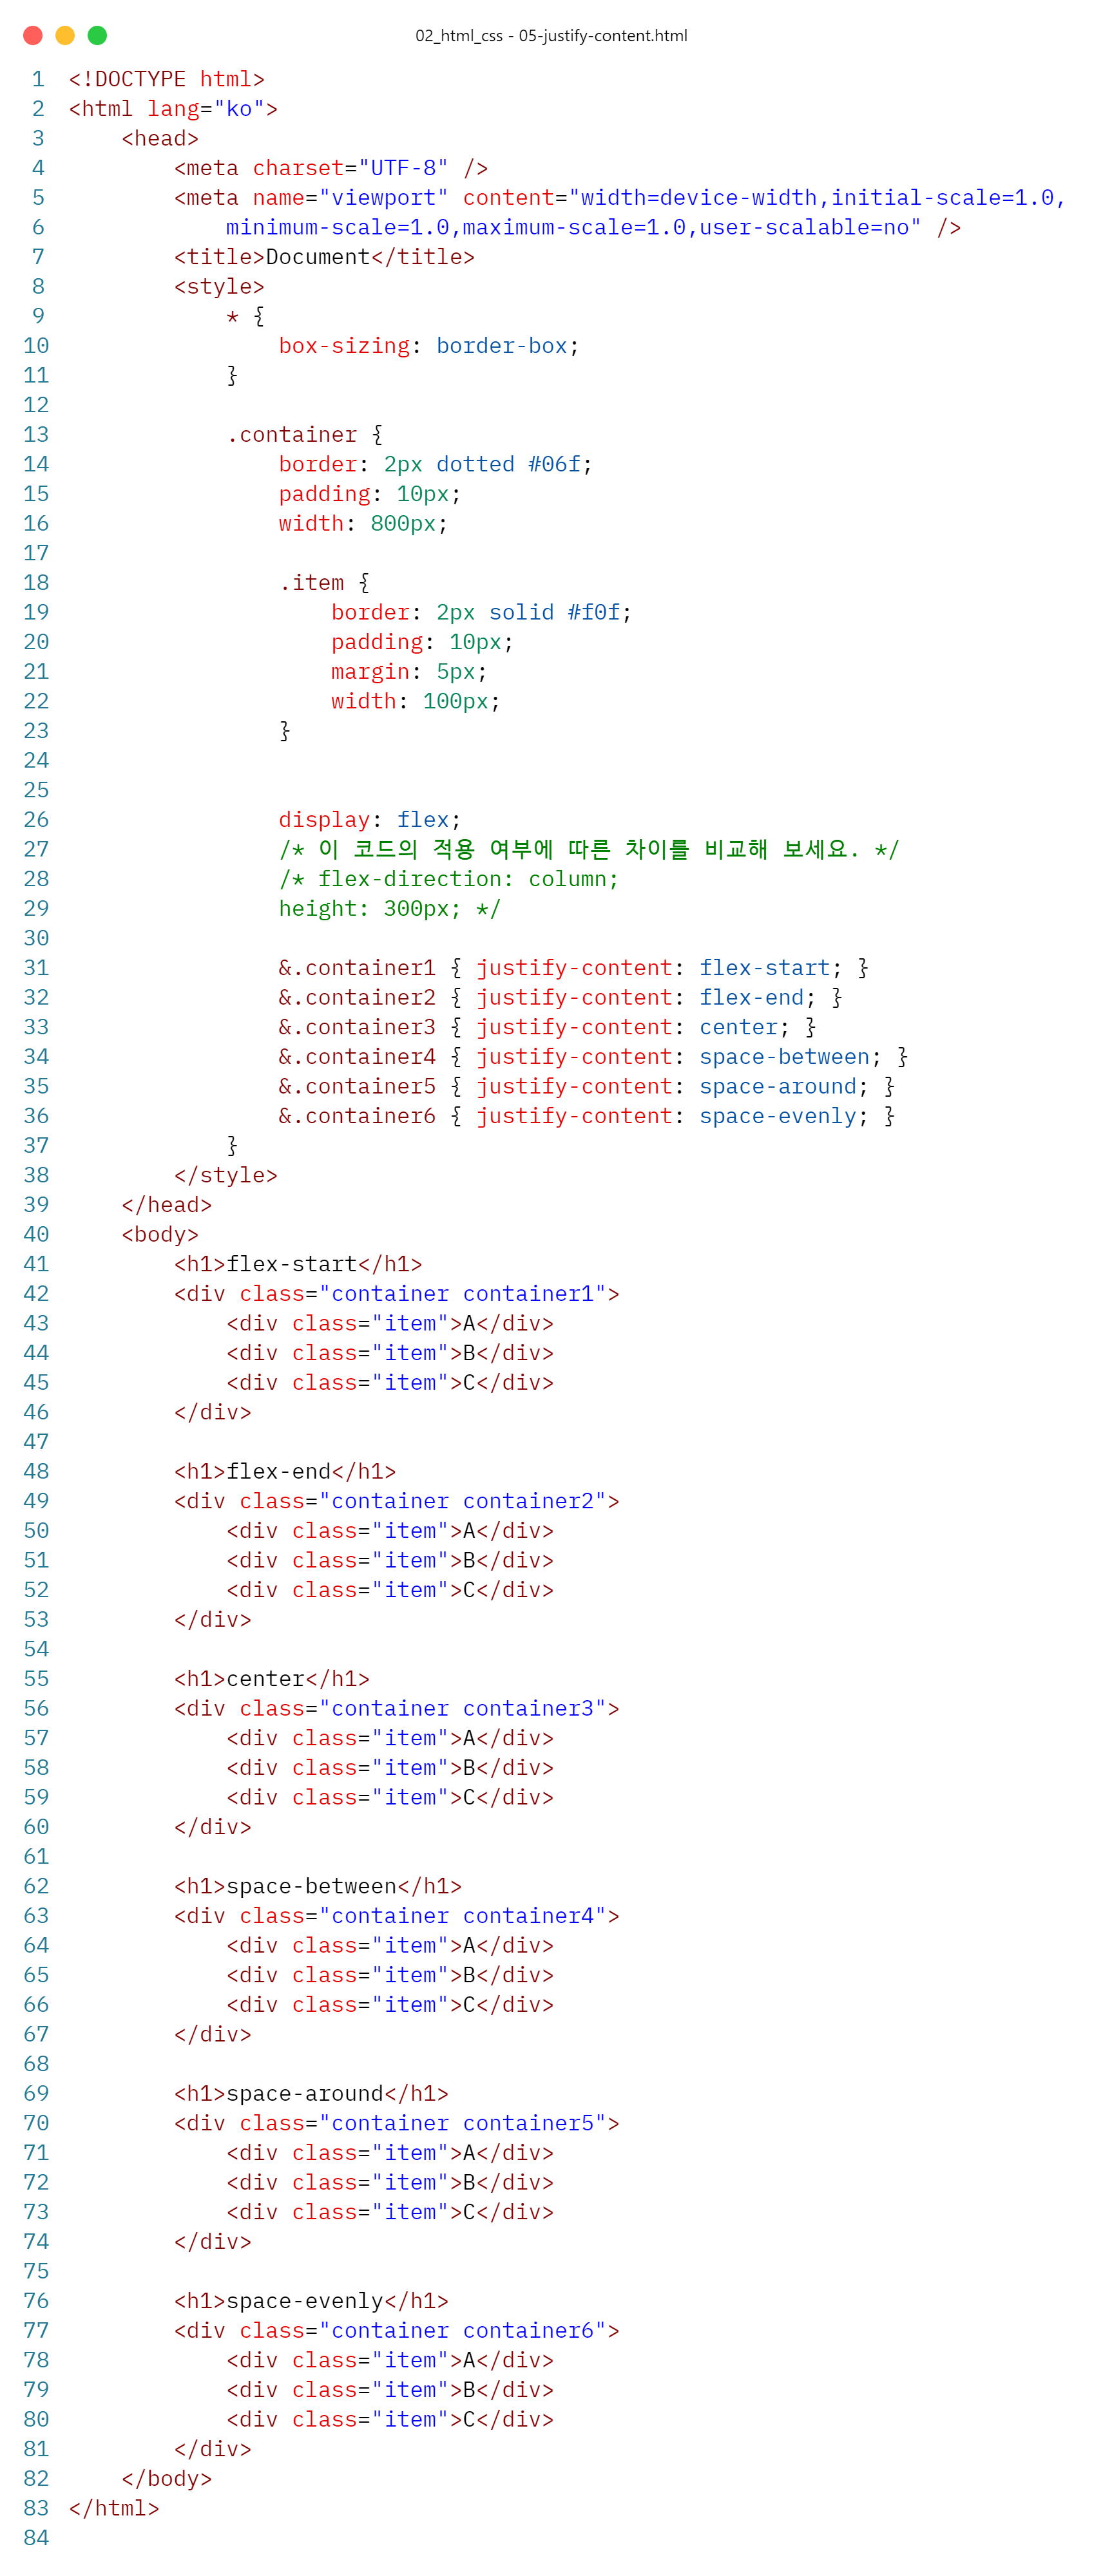 02_html_css - 05-justify-content.html
1 <!DOCTYPE html>
2 <html lang="ko">
3     <head>
4         <meta charset="UTF-8" />
5         <meta name="viewport" content="width=device-width,initial-scale=1.0,
6             minimum-scale=1.0,maximum-scale=1.0,user-scalable=no" />
7         <title>Document</title>
8         <style>
9             * {
10                 box-sizing: border-box;
11             }
12
13             .container {
14                 border: 2px dotted #06f;
15                 padding: 10px;
16                 width: 800px;
17
18                 .item {
19                     border: 2px solid #f0f;
20                     padding: 10px;
21                     margin: 5px;
22                     width: 100px;
23                 }
24
25
26                 display: flex;
27                 /* 이 코드의 적용 여부에 따른 차이를 비교해 보세요. */
28                 /* flex-direction: column;
29                 height: 300px; */
30
31                 &.container1 { justify-content: flex-start; }
32                 &.container2 { justify-content: flex-end; }
33                 &.container3 { justify-content: center; }
34                 &.container4 { justify-content: space-between; }
35                 &.container5 { justify-content: space-around; }
36                 &.container6 { justify-content: space-evenly; }
37             }
38         </style>
39     </head>
40     <body>
41         <h1>flex-start</h1>
42         <div class="container container1">
43             <div class="item">A</div>
44             <div class="item">B</div>
45             <div class="item">C</div>
46         </div>
47
48         <h1>flex-end</h1>
49         <div class="container container2">
50             <div class="item">A</div>
51             <div class="item">B</div>
52             <div class="item">C</div>
53         </div>
54
55         <h1>center</h1>
56         <div class="container container3">
57             <div class="item">A</div>
58             <div class="item">B</div>
59             <div class="item">C</div>
60         </div>
61
62         <h1>space-between</h1>
63         <div class="container container4">
64             <div class="item">A</div>
65             <div class="item">B</div>
66             <div class="item">C</div>
67         </div>
68
69         <h1>space-around</h1>
70         <div class="container container5">
71             <div class="item">A</div>
72             <div class="item">B</div>
73             <div class="item">C</div>
74         </div>
75
76         <h1>space-evenly</h1>
77         <div class="container container6">
78             <div class="item">A</div>
79             <div class="item">B</div>
80             <div class="item">C</div>
81         </div>
82     </body>
83 </html>
84